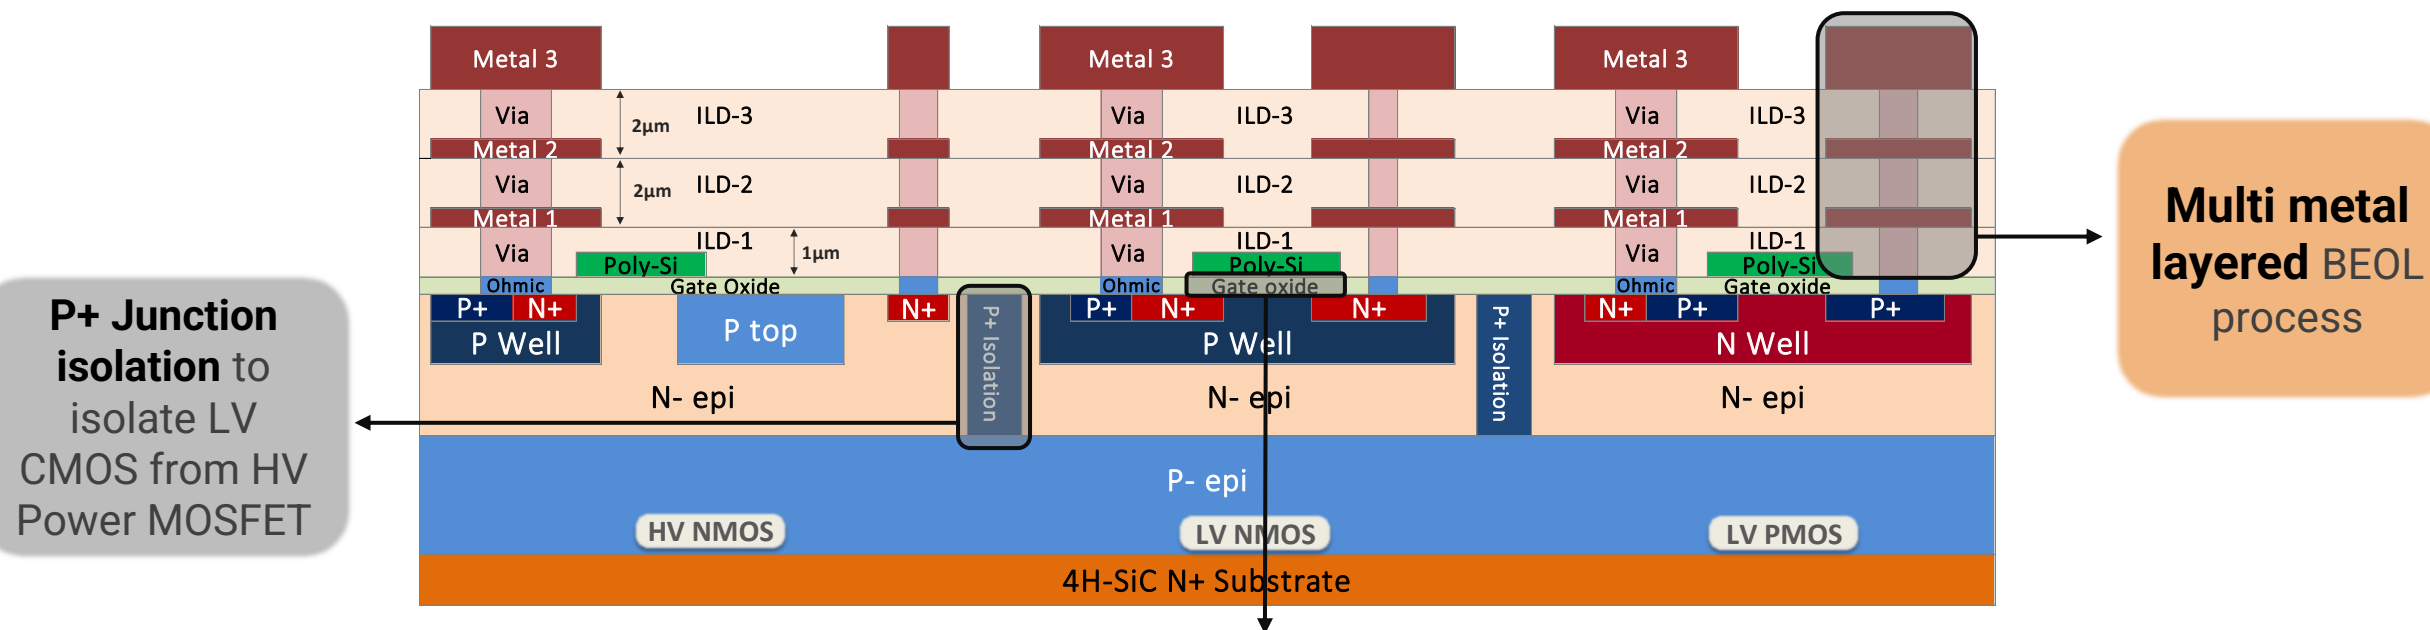 Metal 3
Metal 3
Metal 3
Via
2µm
ILD-3
Via
ILD-3
Via
ILD-3
Metal 2
Metal 2
Metal 2
Via
2µm
ILD-2
Via
ILD-2
Via
ILD-2
Metal 1
Metal 1
Metal 1
Via
ILD-1
1µm
Via
ILD-1
Via
ILD-1
Poly-Si
Poly-Si
Poly-Si
Ohmic
Gate Oxide
Ohmic
Gate oxide
Ohmic
Gate oxide
P+
N+
N+
P+
N+
N+
N+
P+
P+
P Well
P top
P+ Isolation
P Well
P+ Isolation
N Well
N- epi
N- epi
N- epi
P- epi
HV NMOS
LV NMOS
LV PMOS
4H-SiC N+ Substrate
P+ Junction
isolation to
isolate LV
CMOS from HV
Power MOSFET
Multi metal
layered BEOL
process